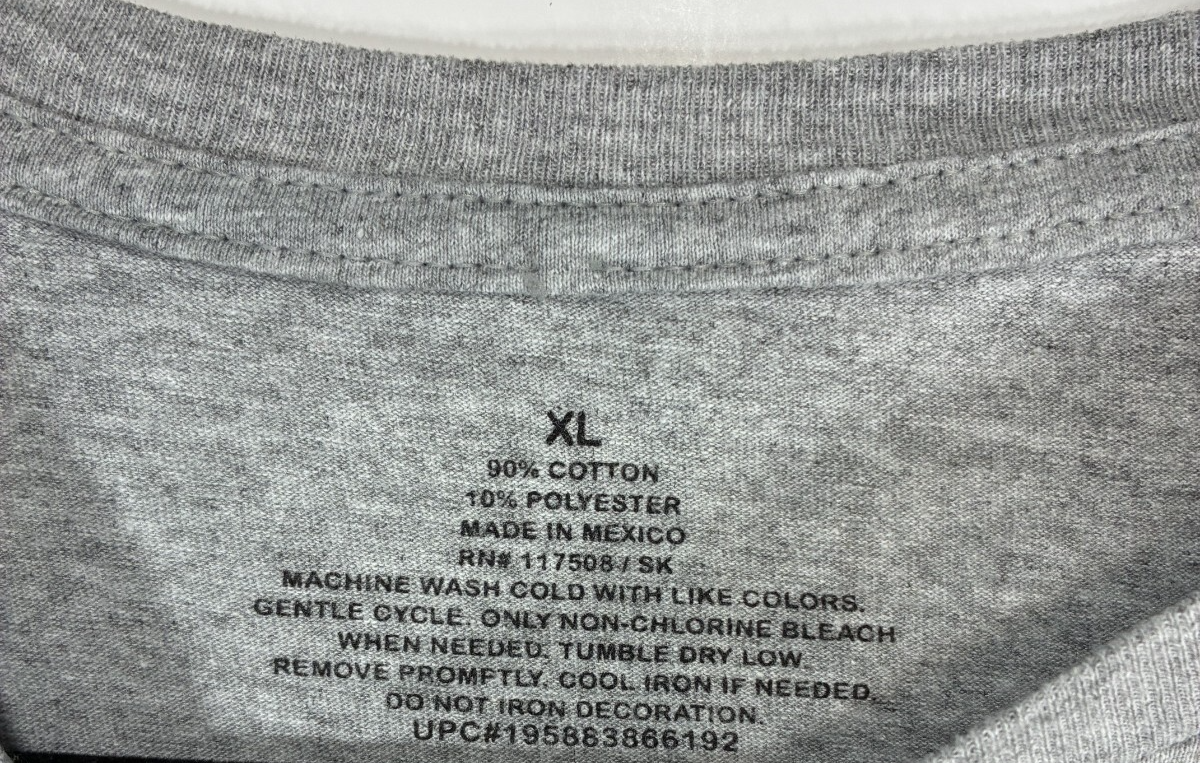 XL
90% COTTON
10% POLYESTER
MADE IN MEXICO
RN# 117508 / SK
MACHINE WASH COLD WITH LIKE COLORS.
GENTLE CYCLE. ONLY NON-CHLORINE BLEACH
WHEN NEEDED. TUMBLE DRY LOW
REMOVE PROMPTLY. COOL IRON IF NEEDED.
DO NOT IRON DECORATION.
UPC#195883866192